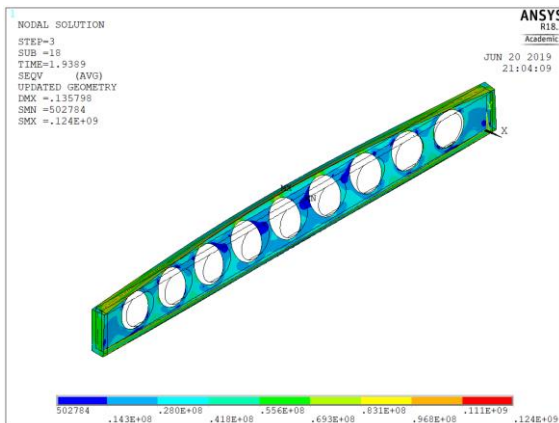 1
NODAL SOLUTION
STEP=3
SUB =18
TIME=1.9389
SEQV (AVG)
UPDATED GEOMETRY
DMX =.135798
SMN =502784
SMX =.124E+09
ANSYS
R18.
Academic
JUN 20 2019
21:04:09
X
MX
502784 .280E+08 .556E+08 .831E+08 .111E+09
.143E+08 .418E+08 .693E+08 .968E+08 .124E+09